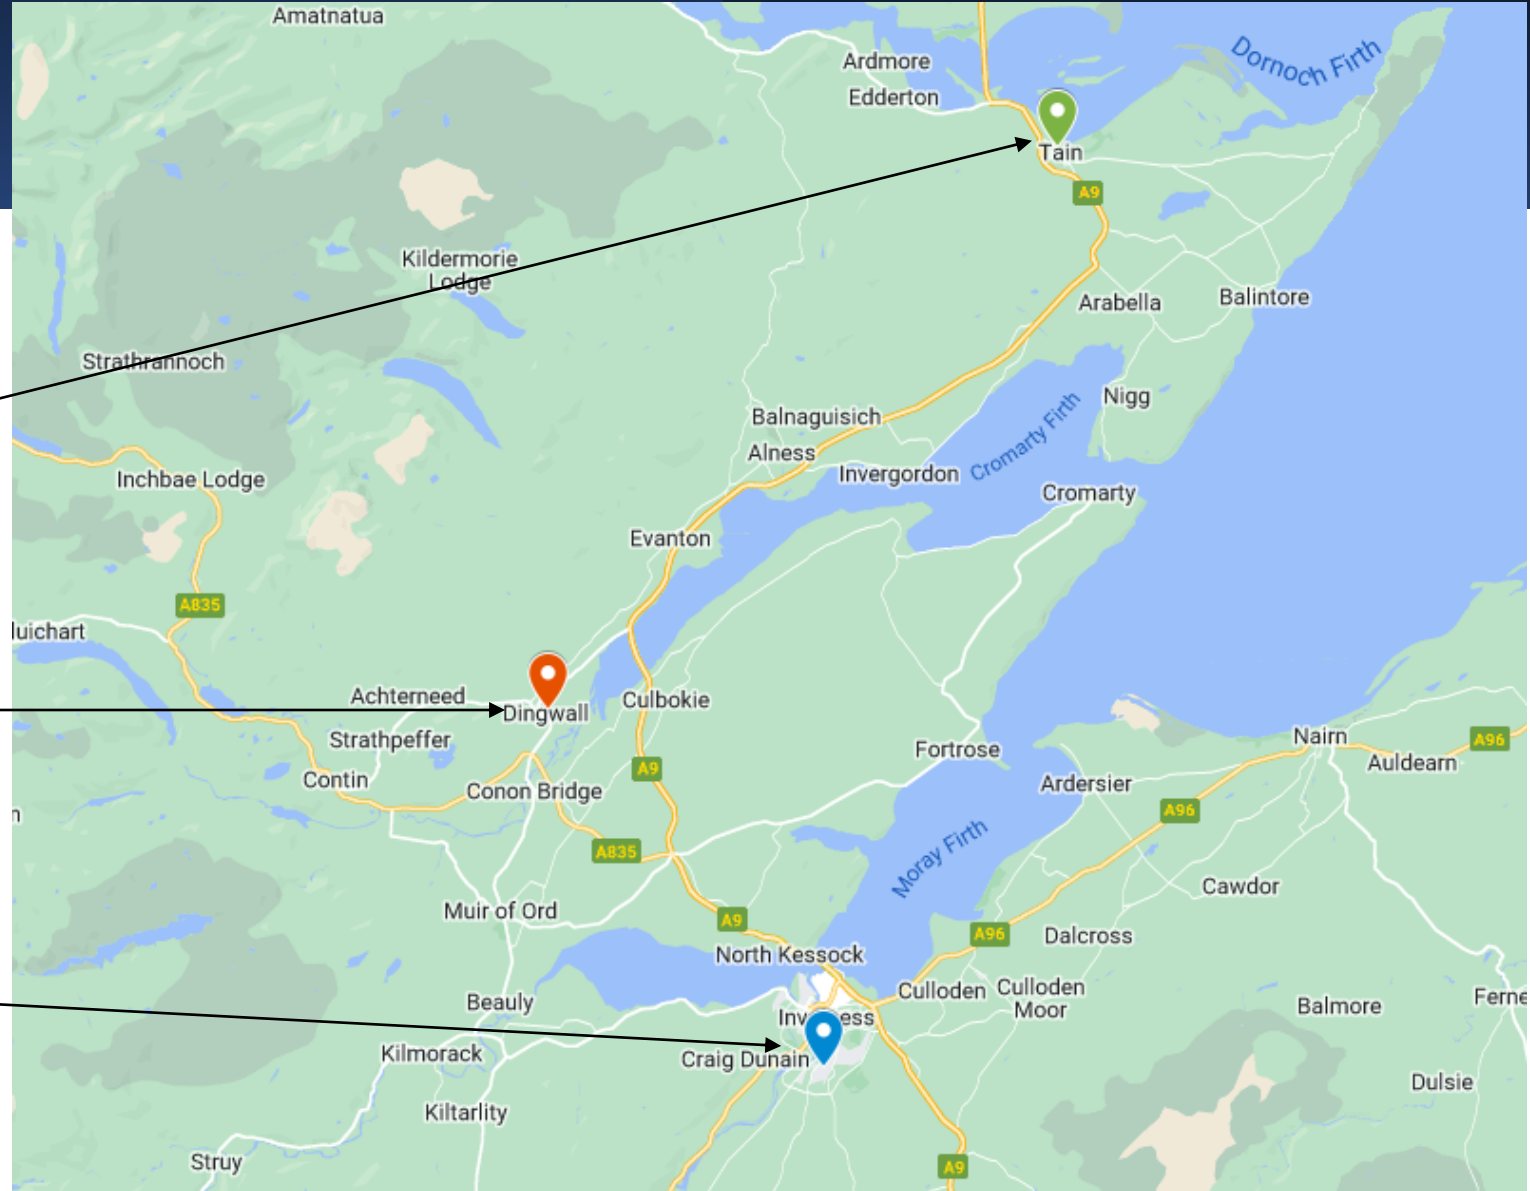 Amatnatua
Dornoch Firth
Ardmore
Edderton
Tain
A9
Kildermorie
Lodge
Arabella
Balintore
Strathrannoch
Nigg
Balnaguisich
Cromarty Firth
Alness
Invergordon
Inchbae Lodge
Cromarty
Evanton
A835
luichart
Achterneed
Culbokie
Dingwall
Strathpeffer
Nairn
A96
Fortrose
Auldearn
A9
Contin
Ardersier
Conon Bridge
A96
A835
Moray Firth
Cawdor
Muir of Ord
A9
A96
Dalcross
North Kessock
Culloden
Culloden
Moor
Beauly
Balmore
Ferne
Inv ess
Kilmorack
Craig Dunain
Dulsie
Kiltarlity
Struy
A9
n